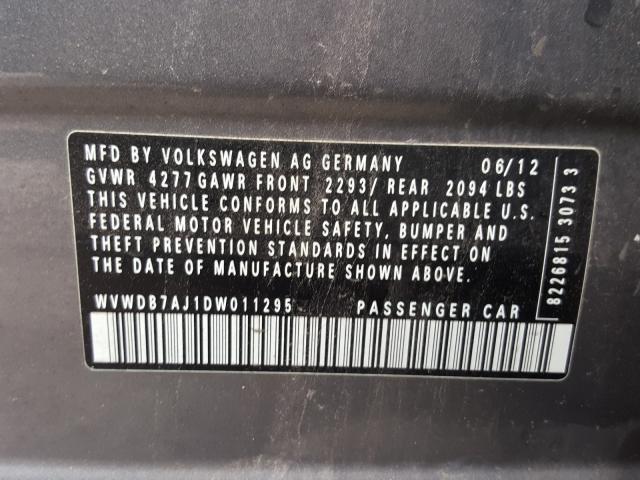 MFD BY VOLKSWAGEN AG GERMANY 06/12
GVWR 4277 GAWR FRONT 2293/ REAR 2094 LBS
THIS VEHICLE CONFORMS TO ALL APPLICABLE U.S.
FEDERAL MOTOR VEHICLE SAFETY, BUMPER AND
THEFT PREVENTION STANDARDS IN EFFECT ON
THE DATE OF MANUFACTURE SHOWN ABOVE.
WVWDB7AJ1DW011295 PASSENGER CAR
8226815 3073 3